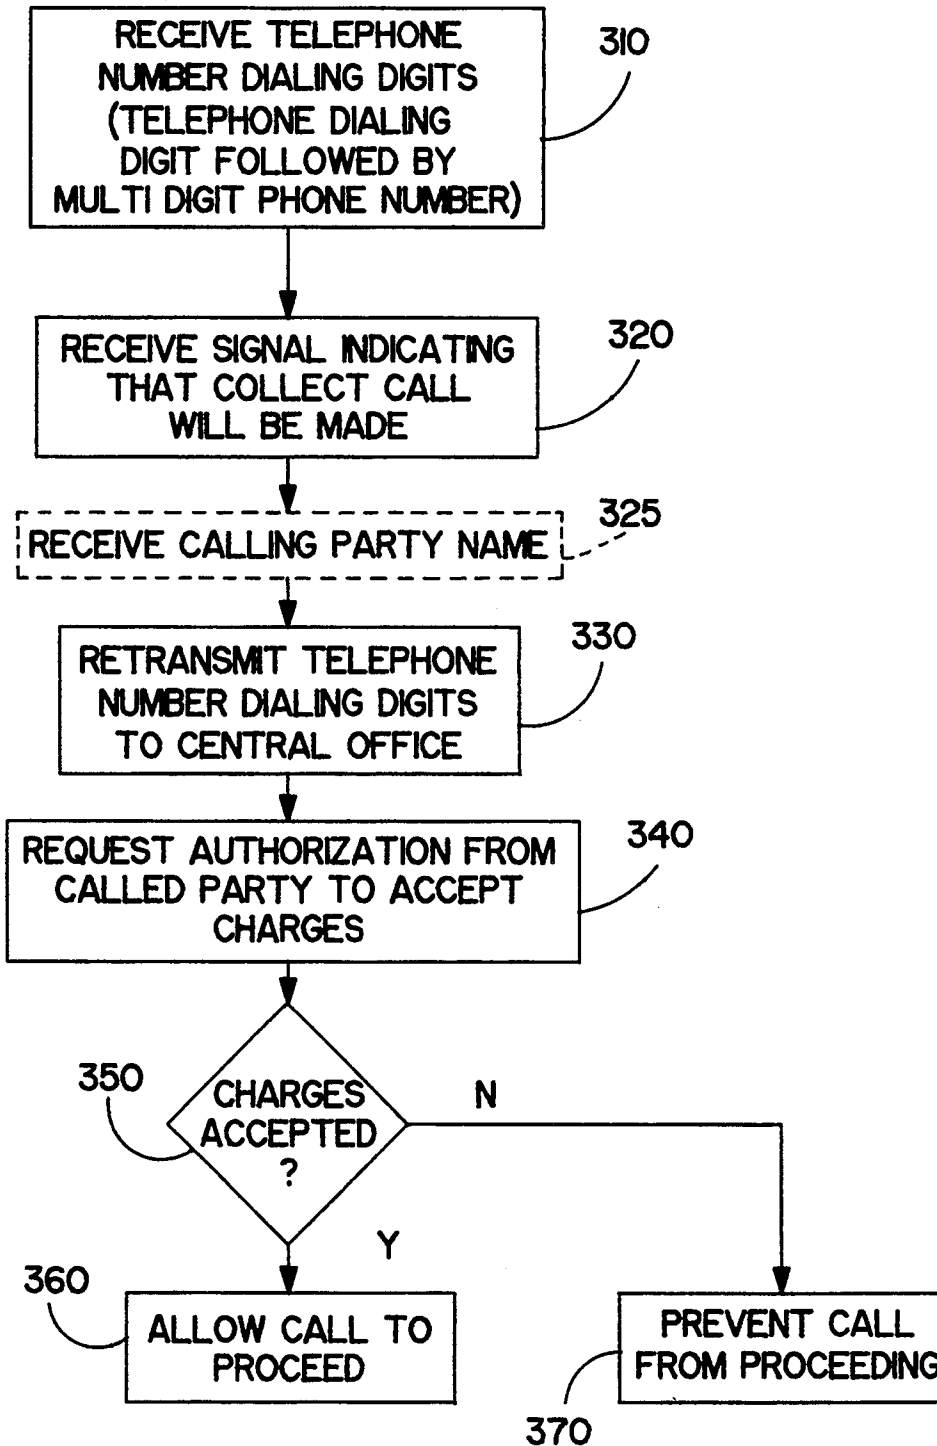 RECEIVE TELEPHONE
NUMBER DIALING DIGITS
(TELEPHONE DIALING
DIGIT FOLLOWED BY
MULTI DIGIT PHONE NUMBER)
310
RECEIVE SIGNAL INDICATING
THAT COLLECT CALL
WILL BE MADE
320
RECEIVE CALLING PARTY NAME
325
RETRANSMIT TELEPHONE
NUMBER DIALING DIGITS
TO CENTRAL OFFICE
330
REQUEST AUTHORIZATION FROM
CALLED PARTY TO ACCEPT
CHARGES
340
350
CHARGES
ACCEPTED
?
N
Y
360
ALLOW CALL TO
PROCEED
PREVENT CALL
FROM PROCEEDING
370